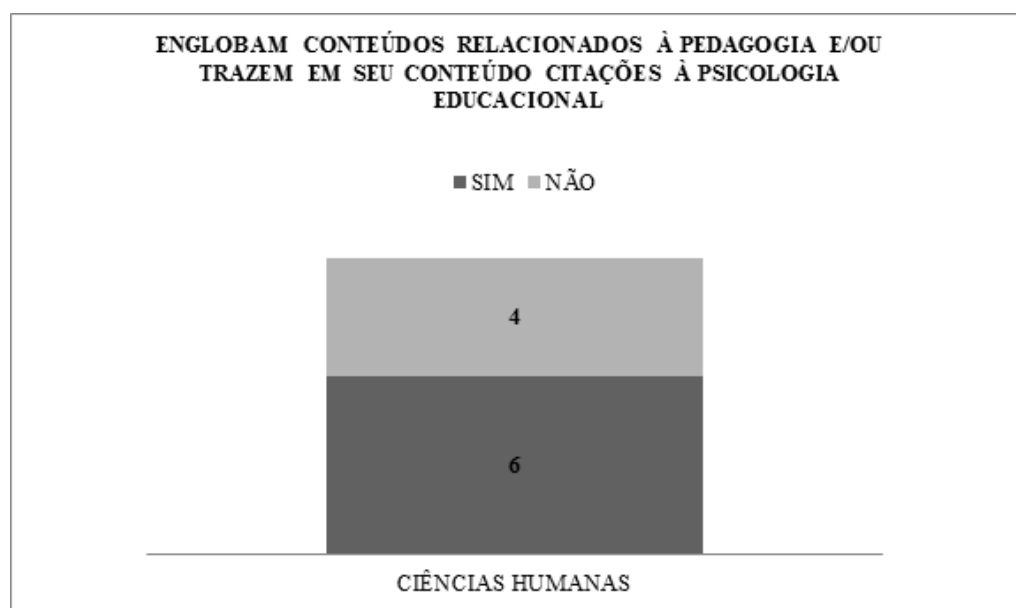 ENGLOBAM CONTEÚDOS RELACIONADOS À PEDAGOGIA E/OU
TRAZEM EM SEU CONTEÚDO CITAÇÕES À PSICOLOGIA
EDUCACIONAL
SIM NÃO
4
6
CIÊNCIAS HUMANAS